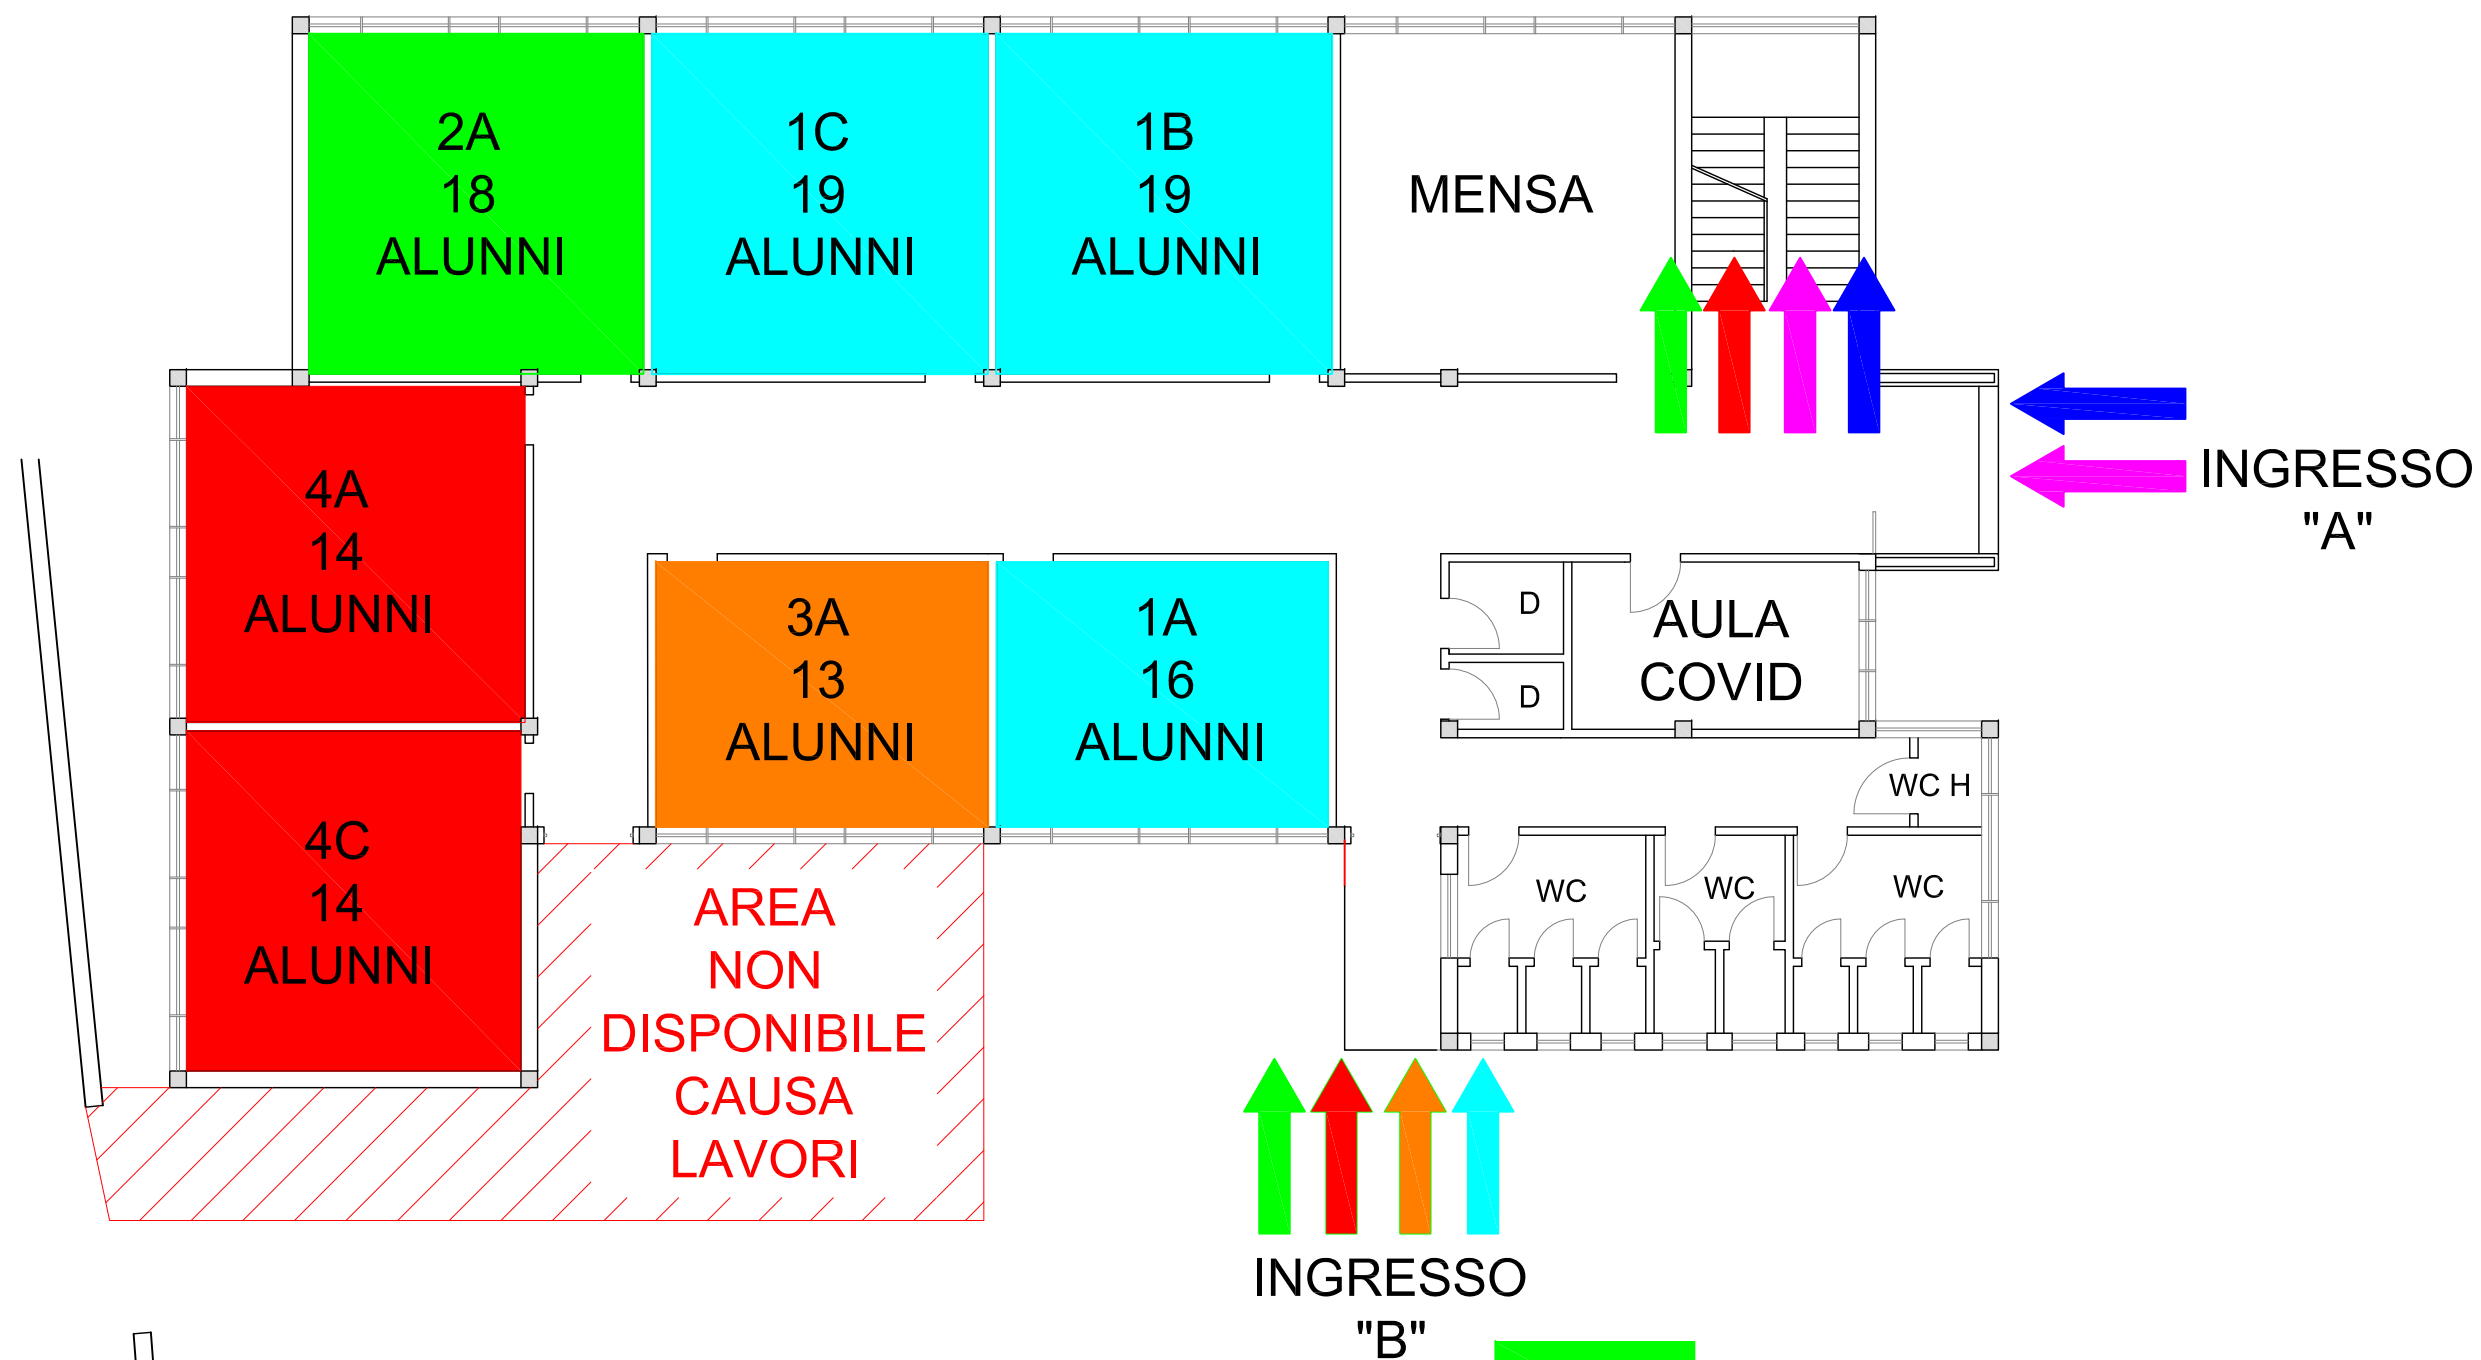 2A
18
ALUNNI
1C
19
ALUNNI
1B
19
ALUNNI
MENSA
INGRESSO
"A"
4A
14
ALUNNI
3A
13
ALUNNI
1A
16
ALUNNI
D
D
AULA
COVID
WC H
4C
14
ALUNNI
WC
WC
WC
AREA
NON
DISPONIBILE
CAUSA
LAVORI
INGRESSO
"B"